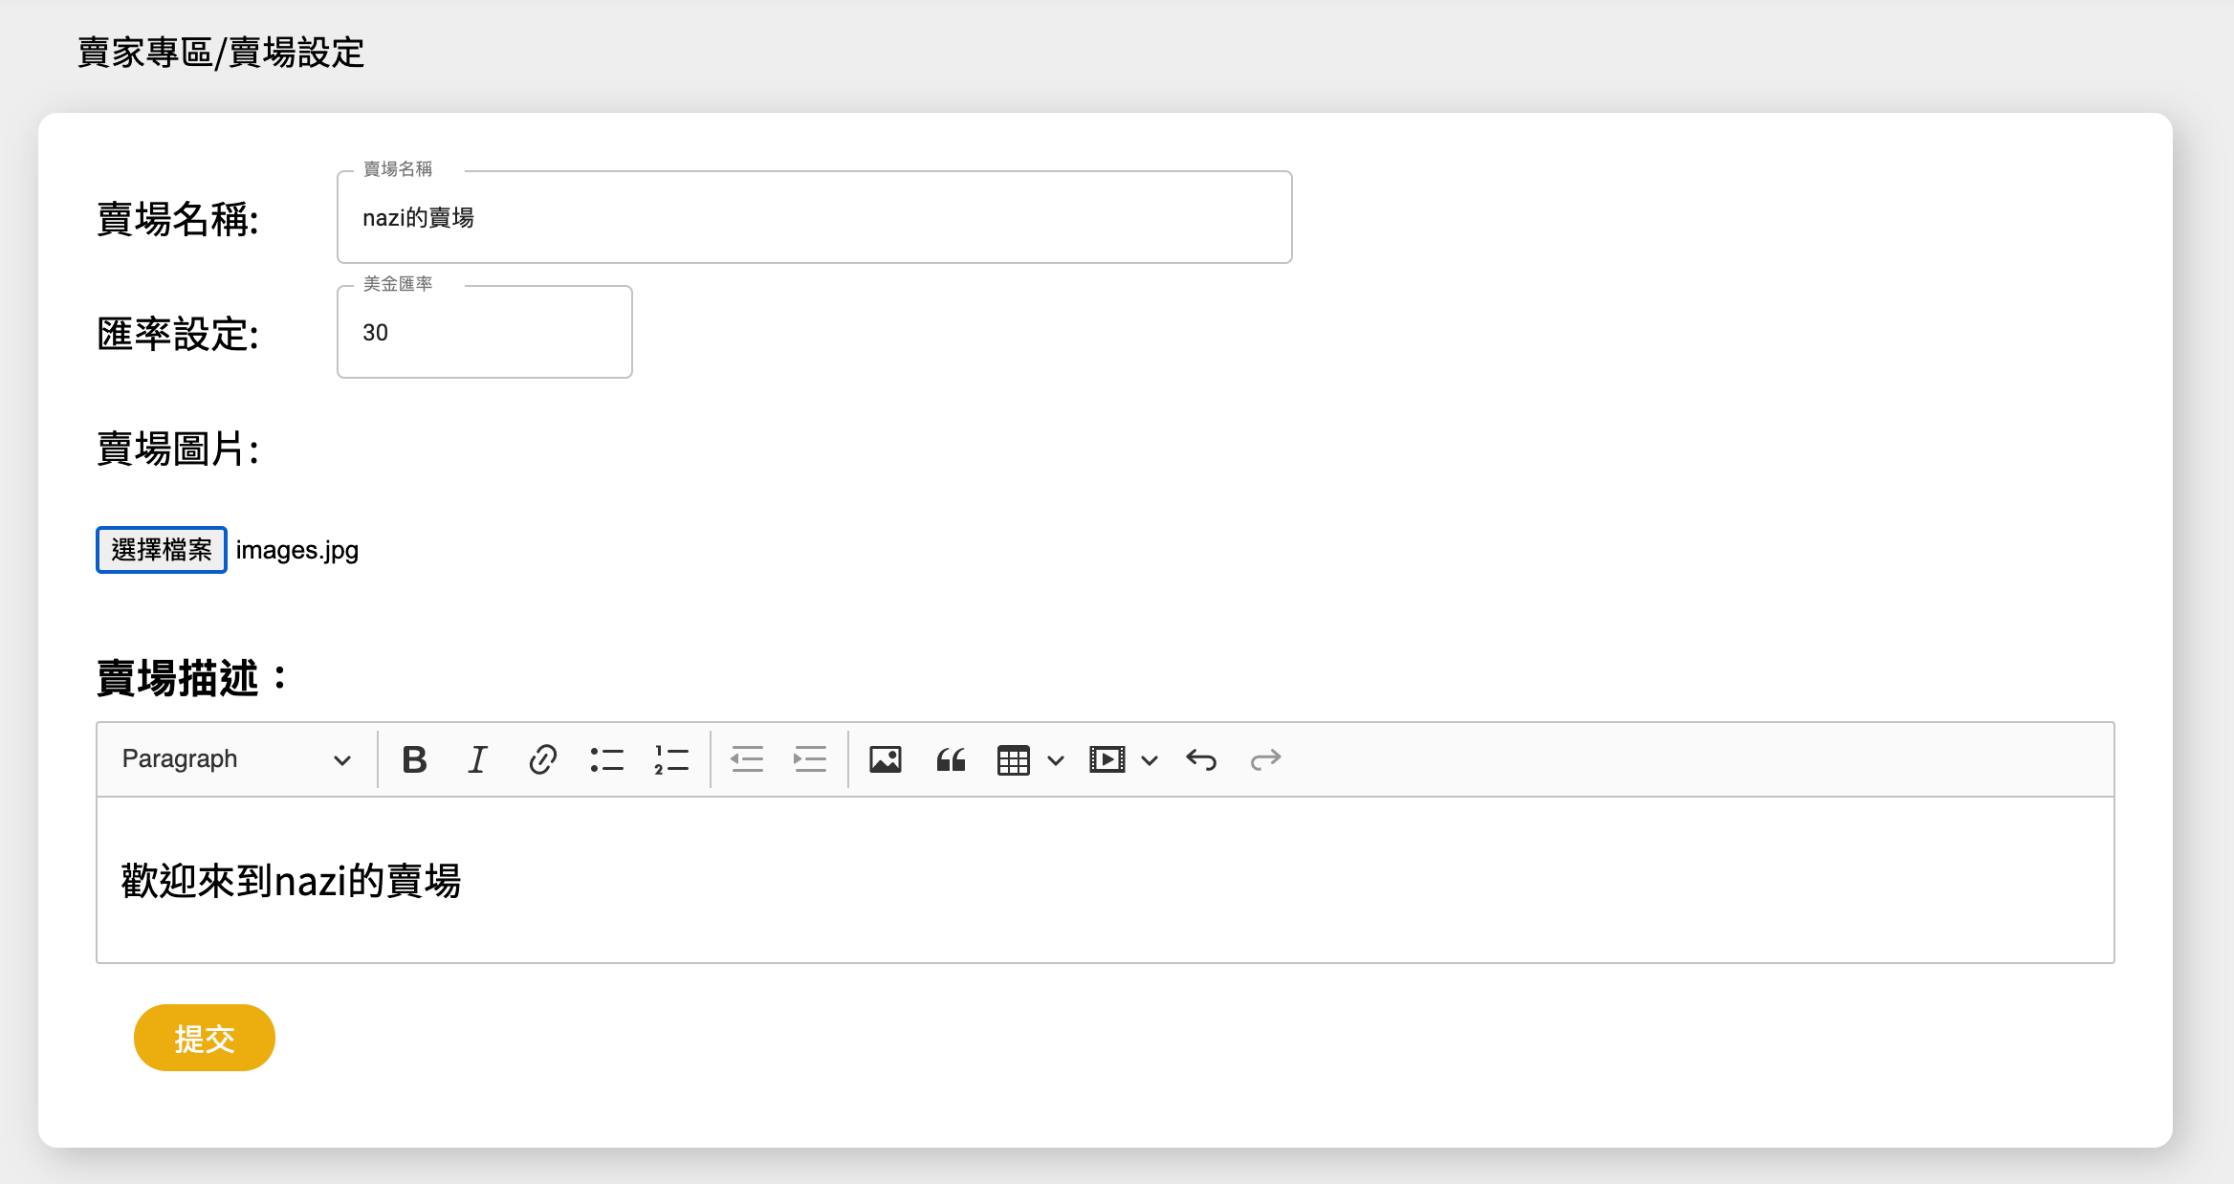 賣家專區/賣場設定
賣場名稱
賣場名稱:
nazi的賣場
美金匯率
匯率設定:
30
賣場圖片:
選擇檔案 images.jpg
賣場描述：
Paragraph
歡迎來到nazi的賣場
提交